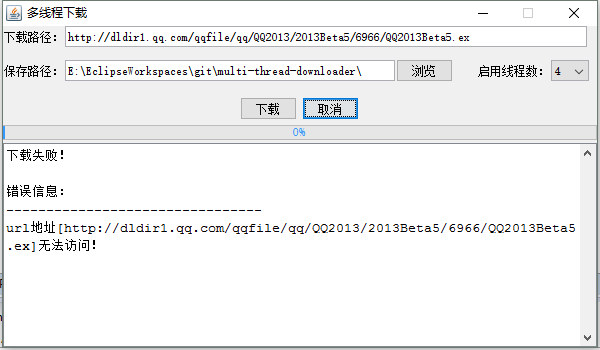 多线程下载
下载路径: http://dldir1.qq.com/qqfile/qq/QQ2013/2013Beta5/6966/QQ2013Beta5.ex
保存路径: E:\EclipseWorkspaces\git\multi-thread-downloader\ 浏览 启用线程数: 4
下载 取消
0%
下载失败!
错误信息:
--------------------------------
url地址[http://dldir1.qq.com/qqfile/qq/QQ2013/2013Beta5/6966/QQ2013Beta5
.ex]无法访问!